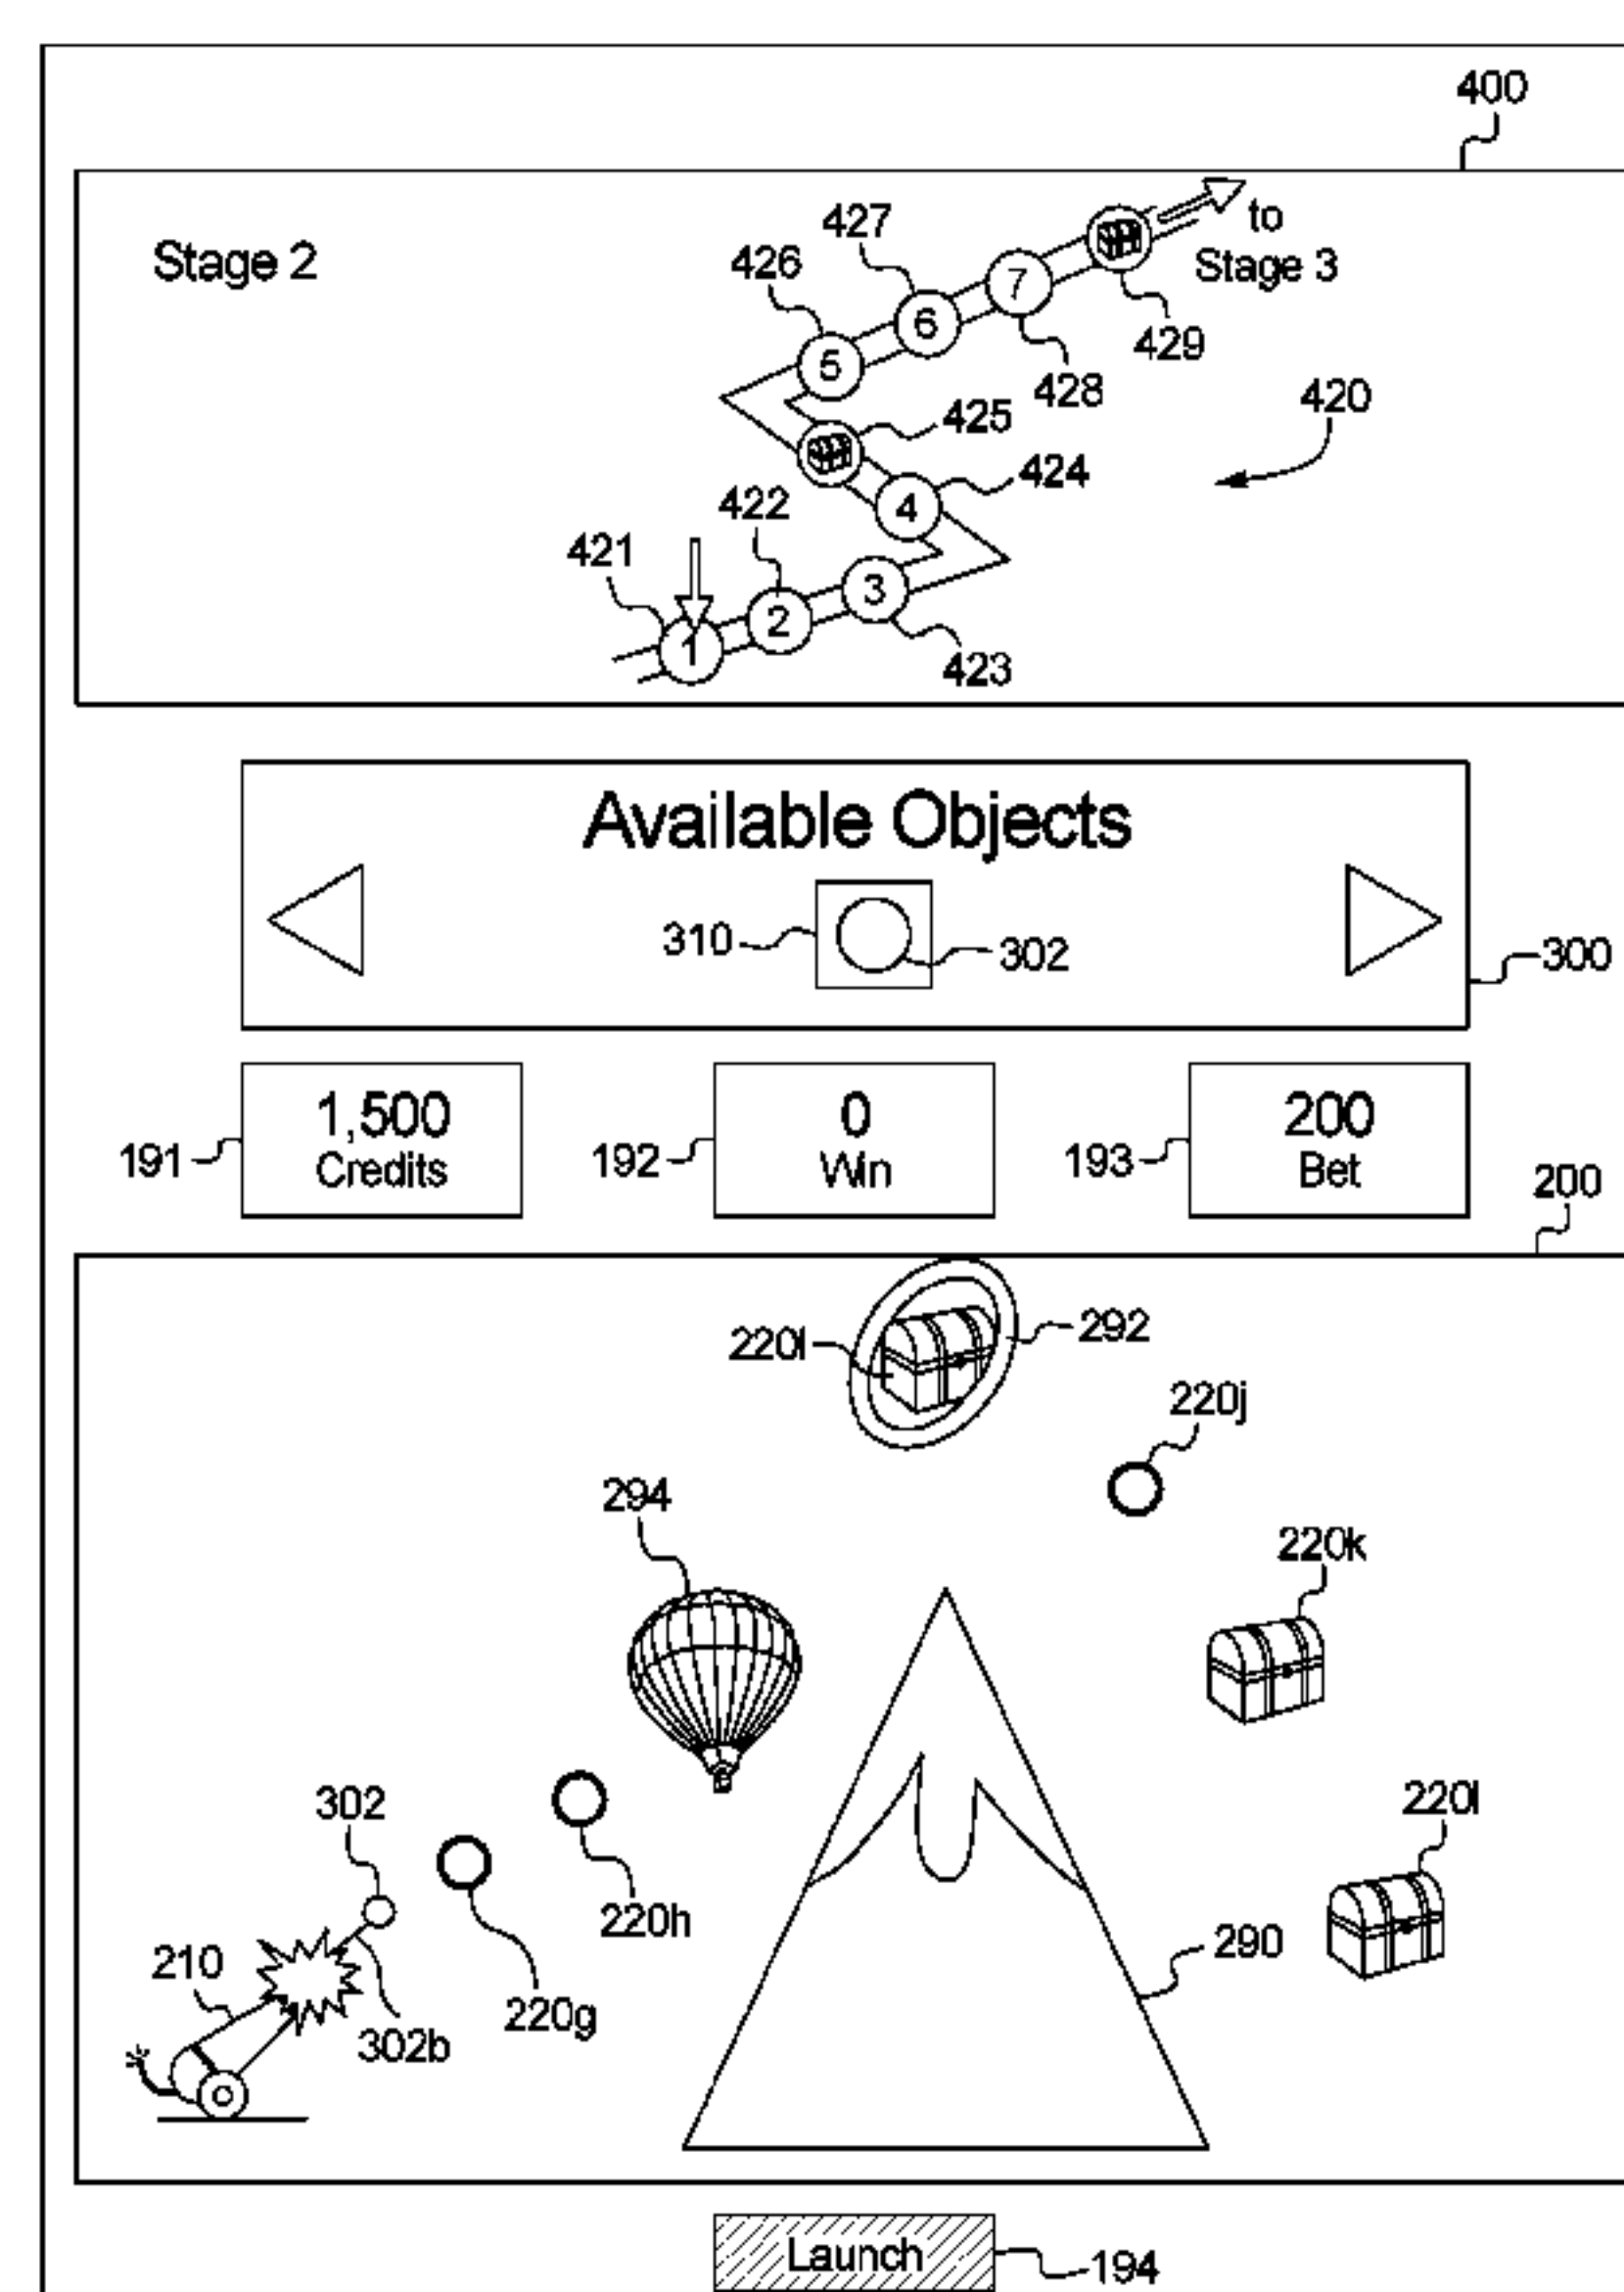 400
Stage 2
to
Stage 3
427
426
7
6
429
5
428
420
425
424
4
422
421
3
2
1
423
Available Objects
310
302
300
1,500
Credits
191
0
Win
192
200
Bet
193
200
220l
292
220j
294
220k
302
220l
220h
210
290
220g
302b
Launch
194